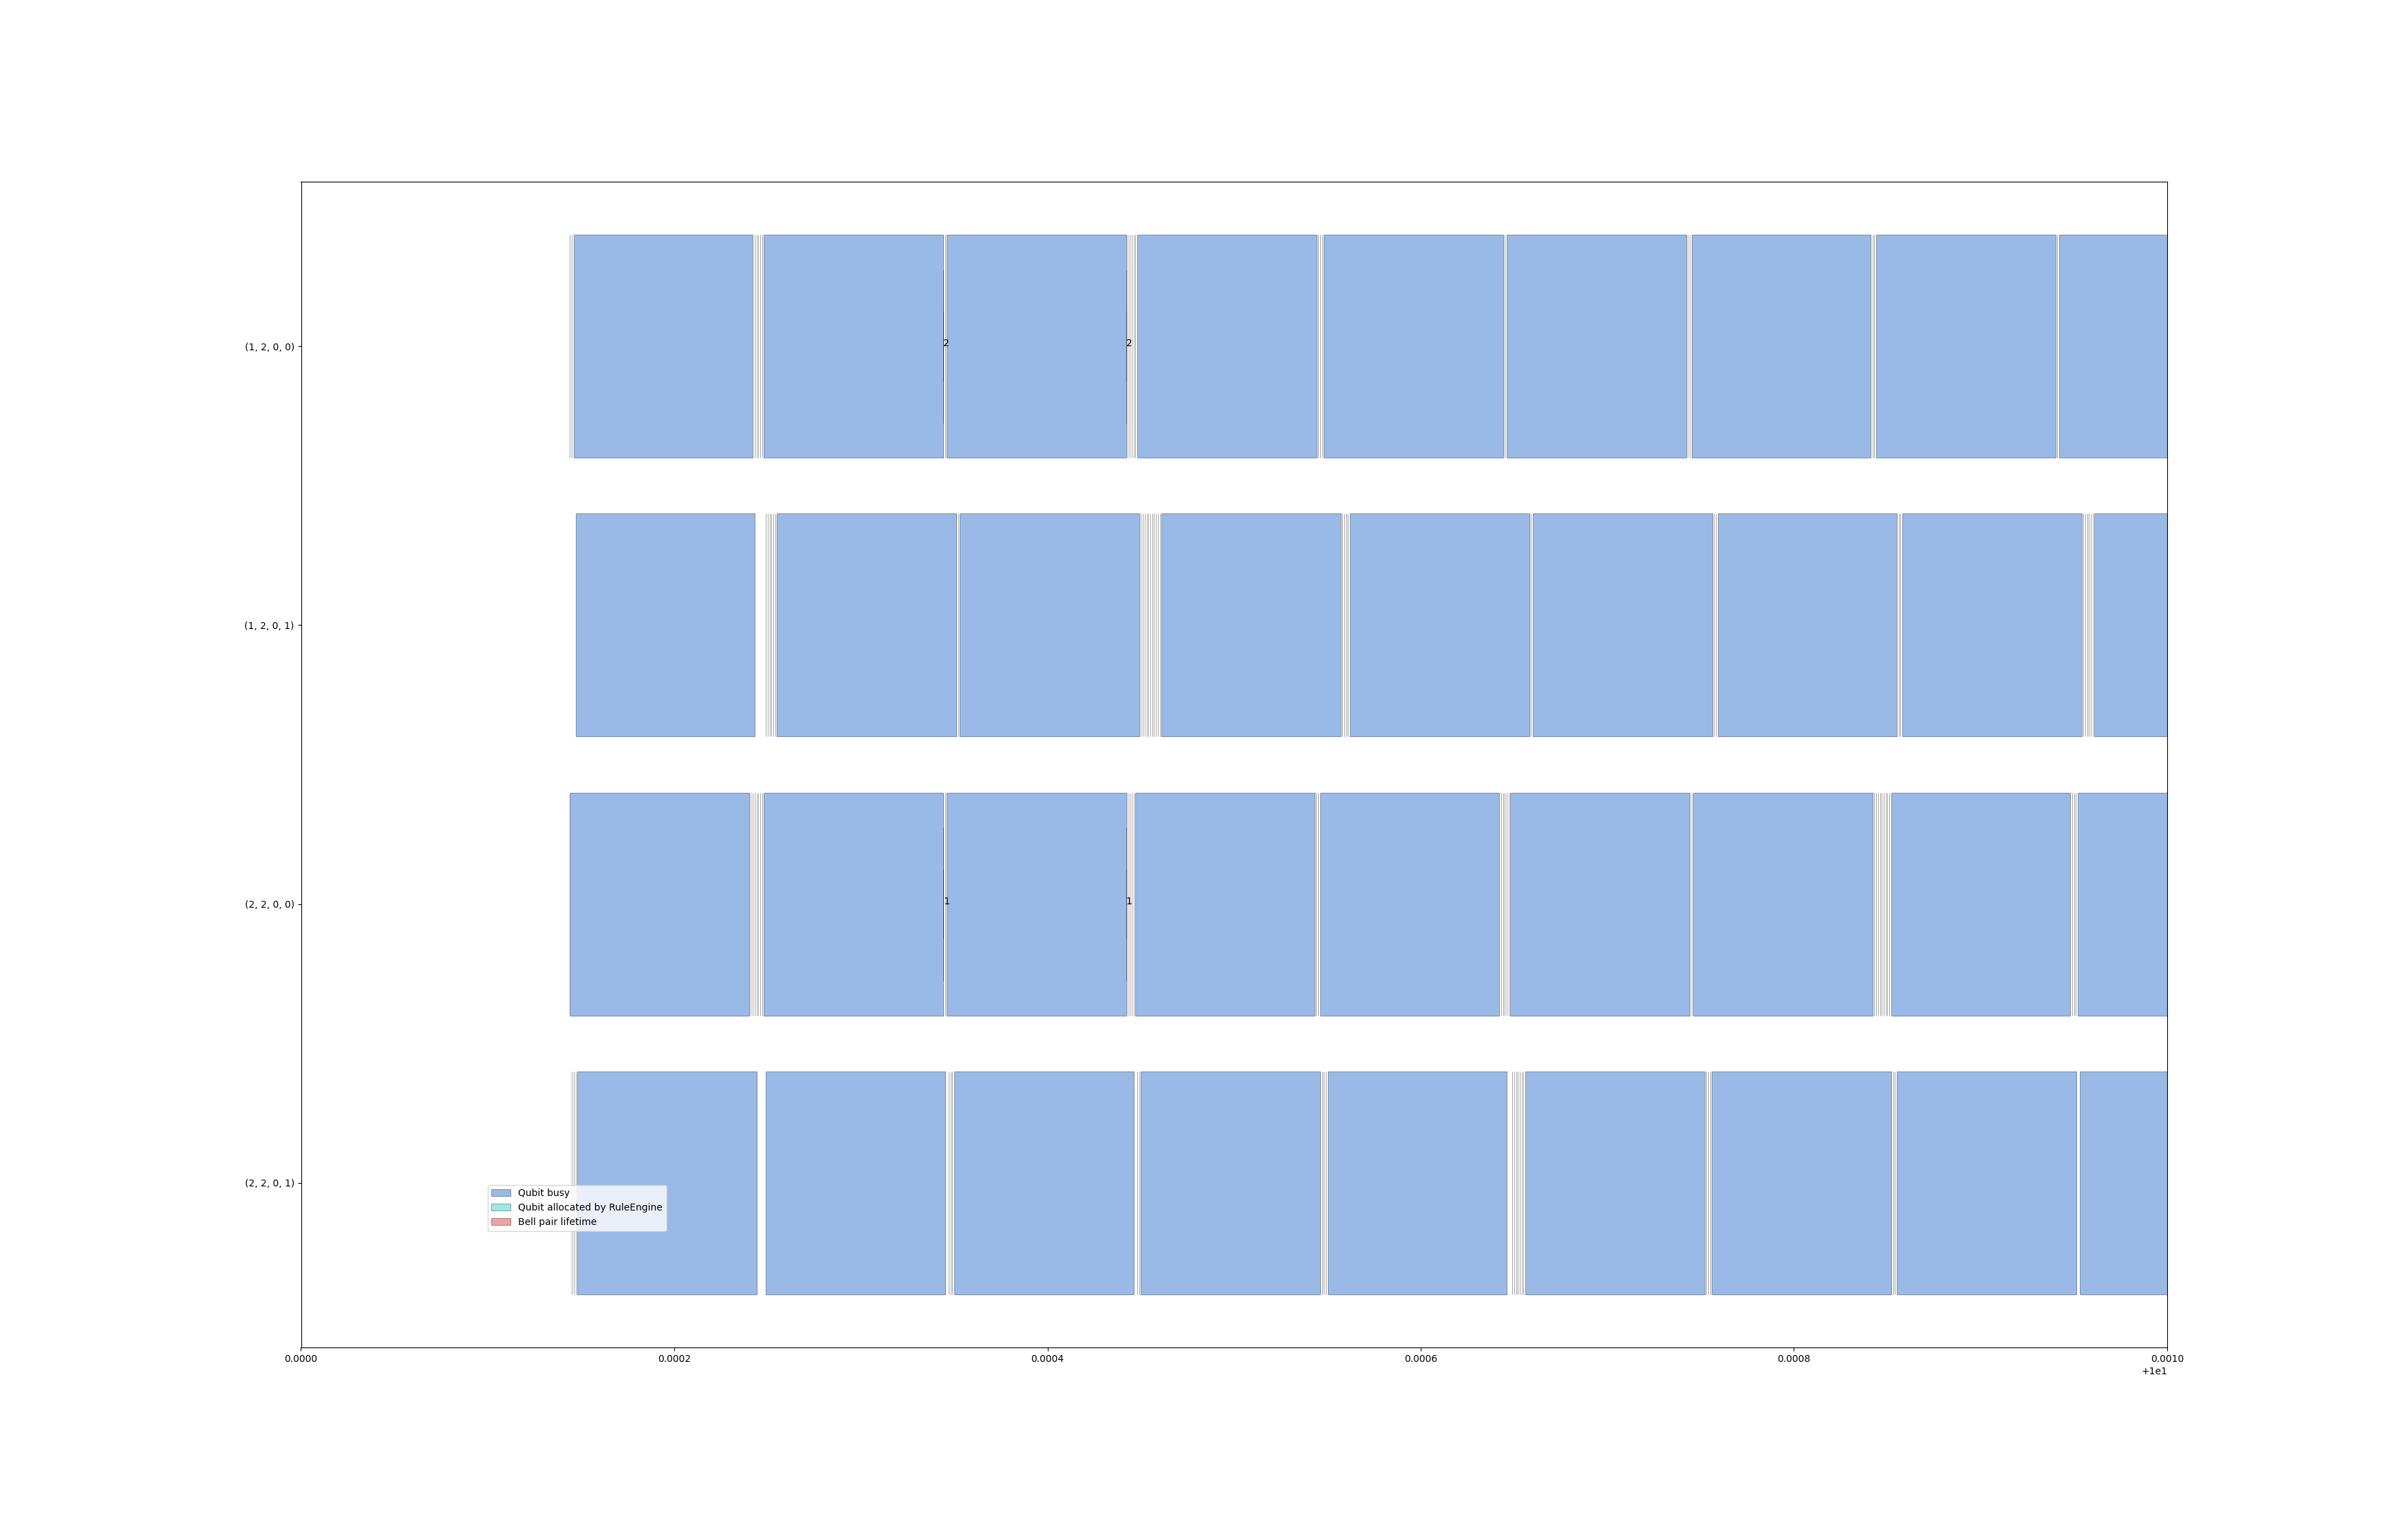 (1, 2, 0, 0)
2 2
(1, 2, 0, 1)
(2, 2, 0, 0)
1 1
(2, 2, 0, 1)
Qubit busy
Qubit allocated by RuleEngine
Bell pair lifetime
0.0000 0.0002 0.0004 0.0006 0.0008 0.0010
+1e1